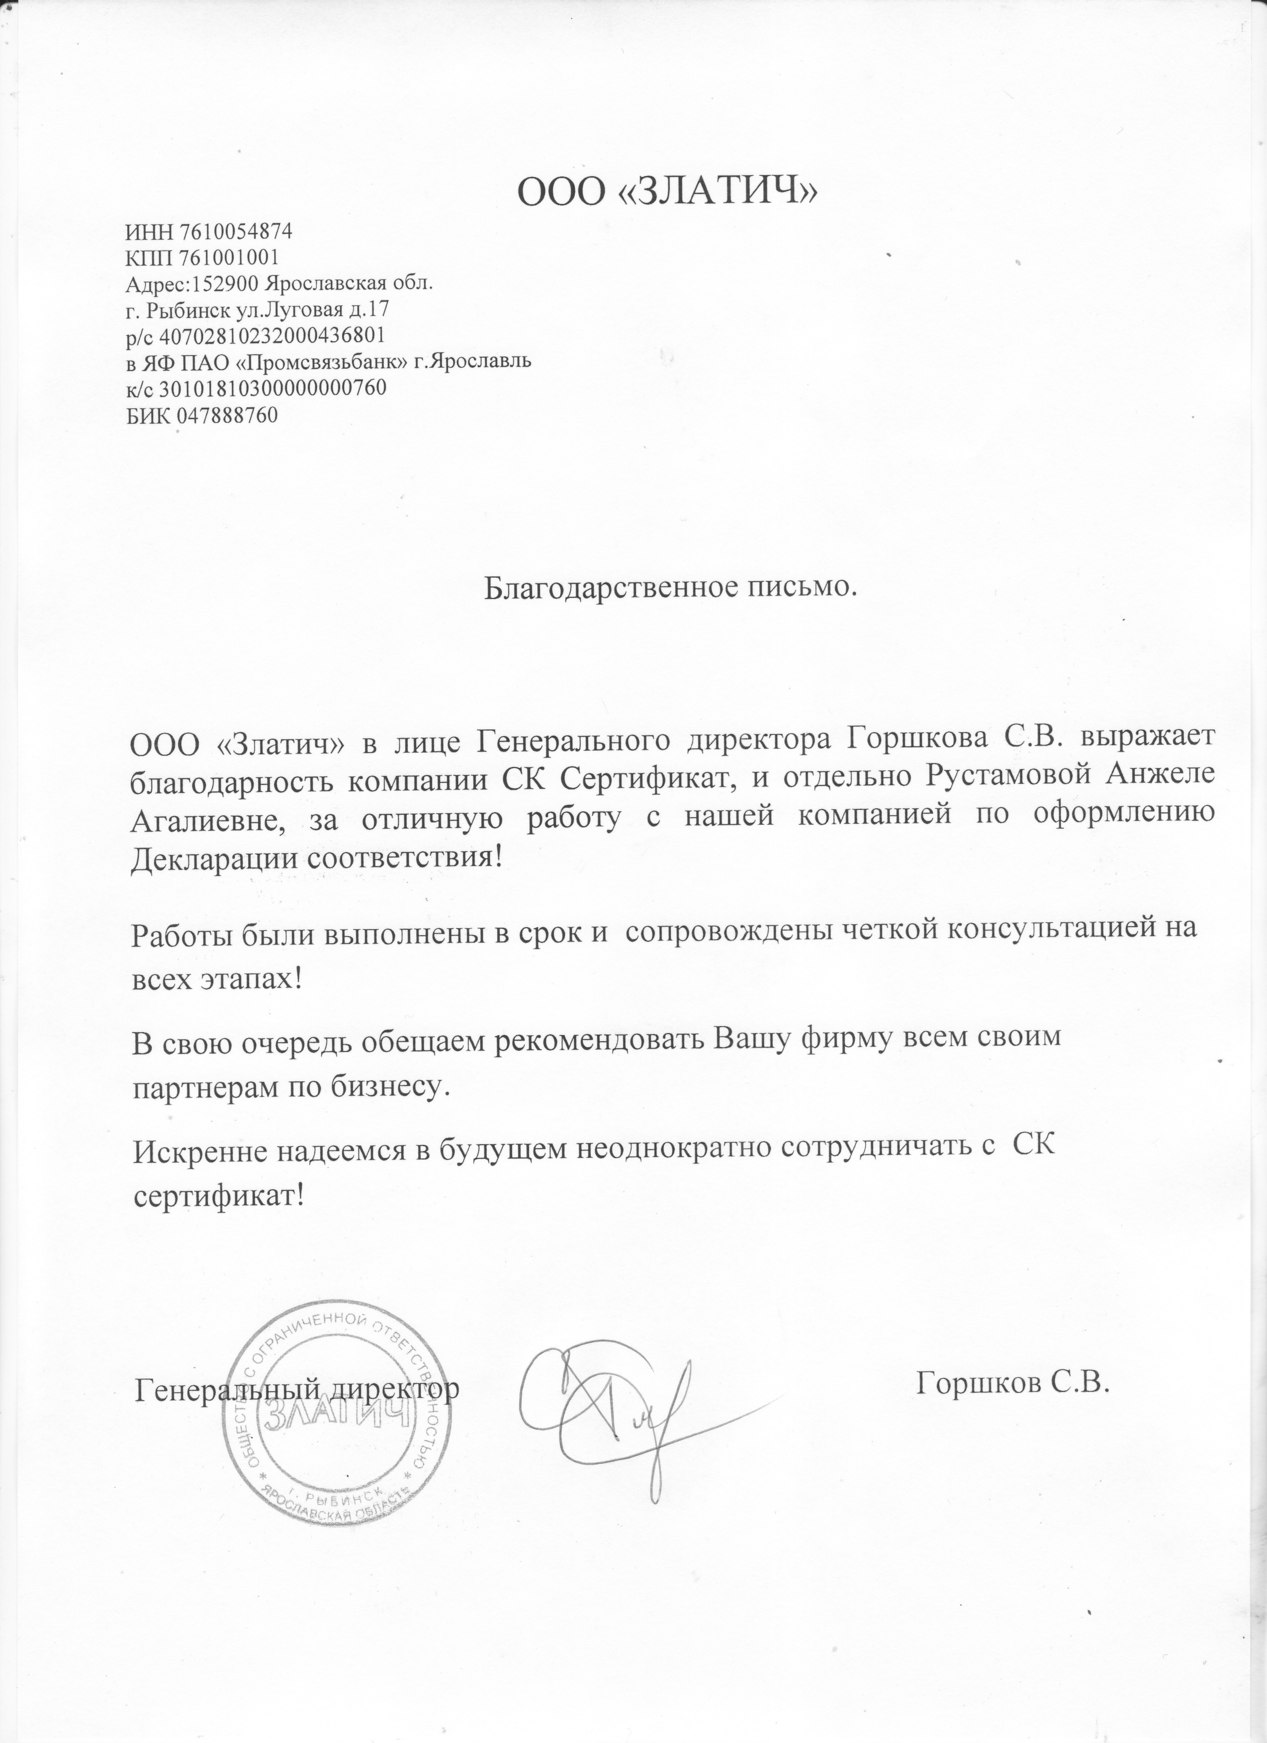 ООО «ЗЛАТИЧ»
ИНН 7610054874
КПП 761001001
Адрес:152900 Ярославская обл.
г. Рыбинск ул.Луговая д.17
р/с 40702810232000436801
в ЯФ ПАО «Промсвязьбанк» г.Ярославль
к/с 30101810300000000760
БИК 047888760
Благодарственное письмо.
ООО «Златич» в лице Генерального директора Горшкова С.В. выражает
благодарность компании СК Сертификат, и отдельно Рустамовой Анжеле
Агалиевне, за отличную работу с нашей компанией по оформлению
Декларации соответствия!
Работы были выполнены в срок и  сопровождены четкой консультацией на
всех этапах!
В свою очередь обещаем рекомендовать Вашу фирму всем своим
партнерам по бизнесу.
Искренне надеемся в будущем неоднократно сотрудничать с  СК
сертификат!
Генеральный директор
Горшков С.В.
ОБЩЕСТВО С ОГРАНИЧЕННОЙ ОТВЕТСТВЕННОСТЬЮ
ЗЛАТИЧ
г. РЫБИНСК
* ЯРОСЛАВСКАЯ ОБЛАСТЬ *